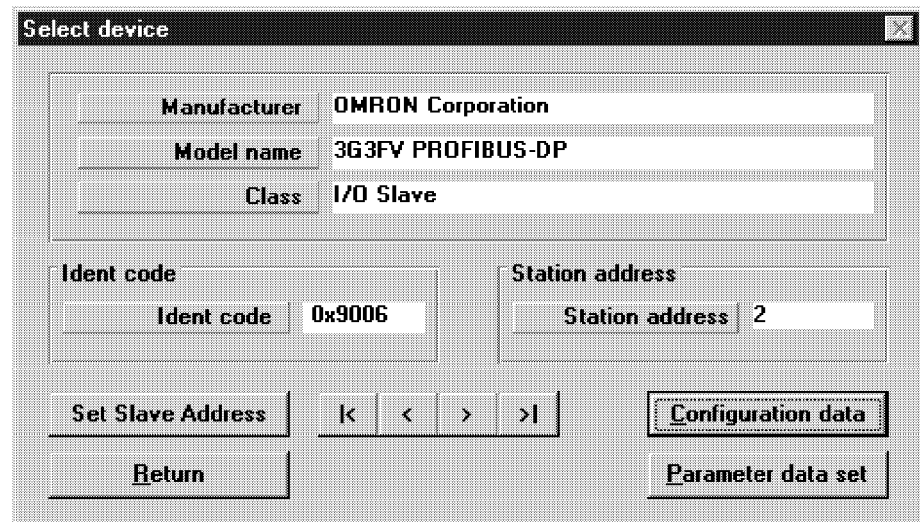 Select device
Manufacturer OMRON Corporation
Model name 3G3FV PROFIBUS-DP
Class I/O Slave
Ident code
Ident code 0x9006
Station address
Station address 2
Set Slave Address |< < > >| Configuration data
Return Parameter data set